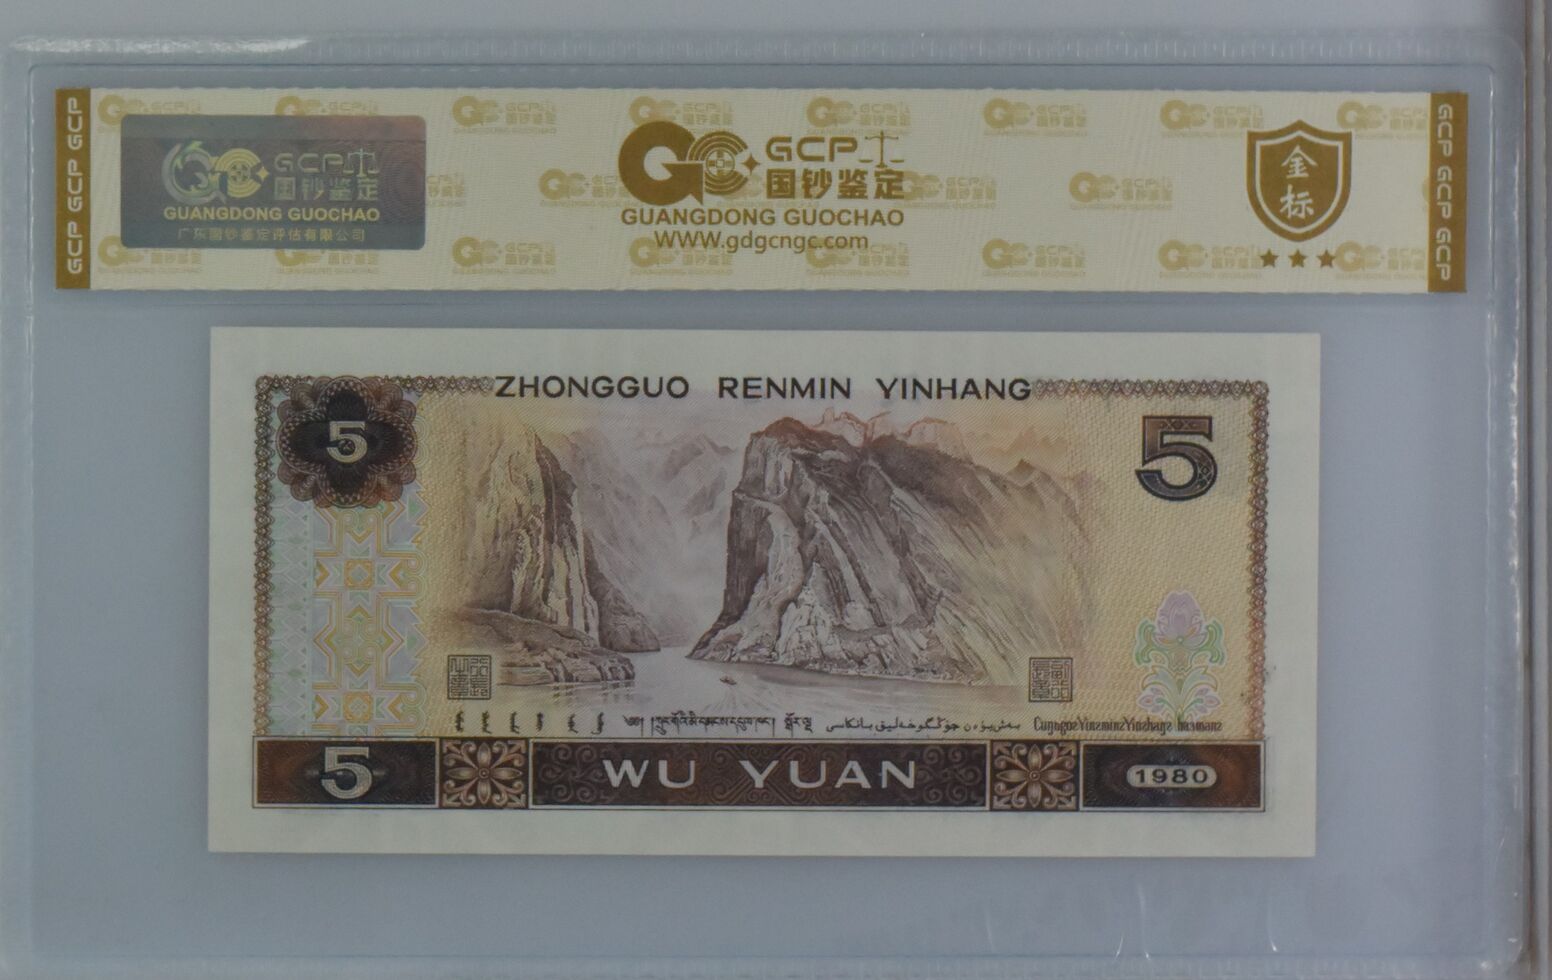 GCP GCP GCP
GCP
国钞鉴定
GUANGDONG GUOCHAO
广东国钞鉴定评估有限公司
GCP
国钞鉴定
GUANGDONG GUOCHAO
WWW.gdgcngc.com
金标
GCP GCP GCP GCP
ZHONGGUO RENMIN YINHANG
5
5
5
WU YUAN
1980